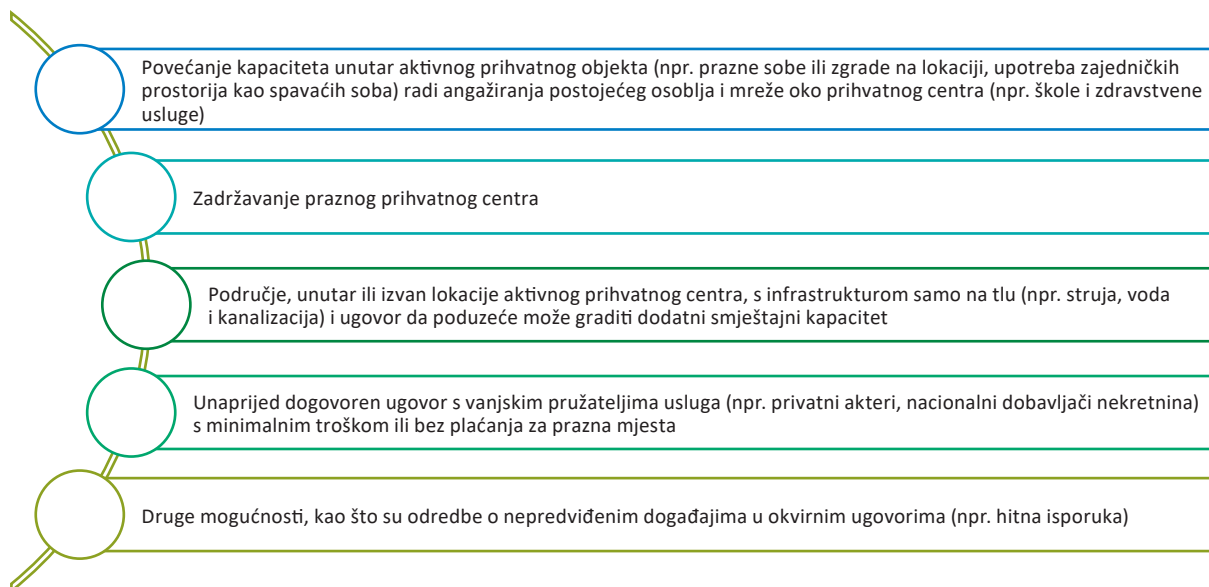 Povećanje kapaciteta unutar aktivnog prihvatnog objekta (npr. prazne sobe ili zgrade na lokaciji, upotreba zajedničkih
prostorija kao spavaćih soba) radi angažiranja postojećeg osoblja i mreže oko prihvatnog centra (npr. škole i zdravstvene
usluge)
Zadržavanje praznog prihvatnog centra
Područje, unutar ili izvan lokacije aktivnog prihvatnog centra, s infrastrukturom samo na tlu (npr. struja, voda
i kanalizacija) i ugovor da poduzeće može graditi dodatni smještajni kapacitet
Unaprijed dogovoren ugovor s vanjskim pružateljima usluga (npr. privatni akteri, nacionalni dobavljači nekretnina)
s minimalnim troškom ili bez plaćanja za prazna mjesta
Druge mogućnosti, kao što su odredbe o nepredviđenim događajima u okvirnim ugovorima (npr. hitna isporuka)